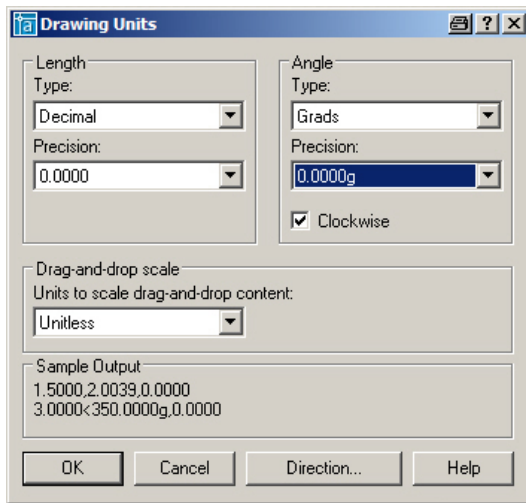 Drawing Units
Length
Type:
Decimal
Precision:
0.0000
Angle
Type:
Grads
Precision:
0.0000g
Clockwise
Drag-and-drop scale
Units to scale drag-and-drop content:
Unitless
Sample Output
1.5000,2.0039,0.0000
3.0000<350.0000g,0.0000
OK Cancel Direction... Help